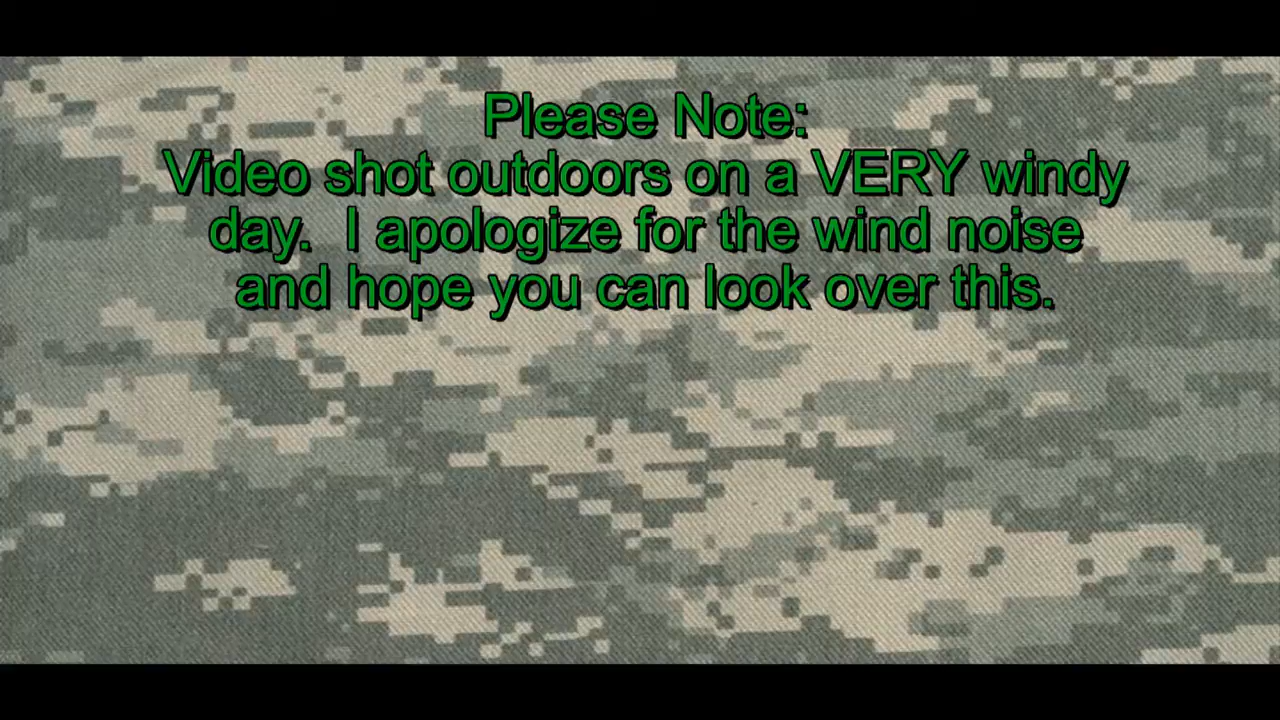 Please Note:
Video shot outdoors on a VERY windy
day.  I apologize for the wind noise
and hope you can look over this.